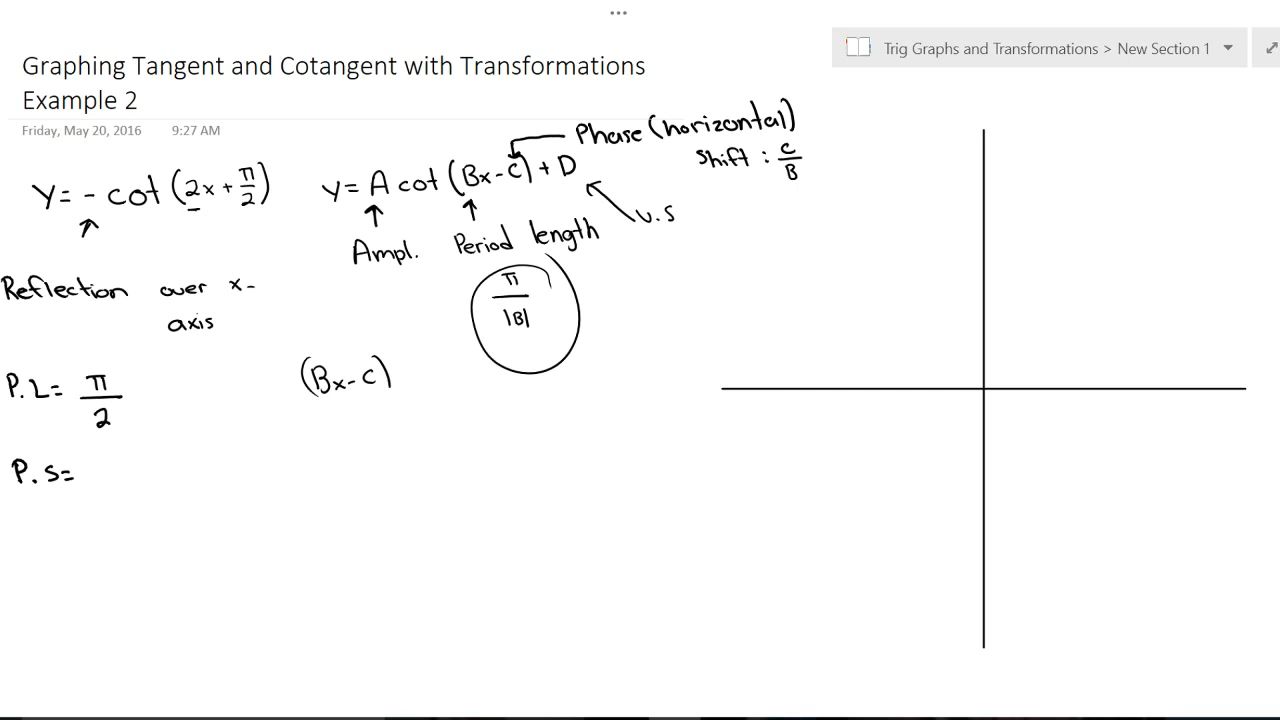 ...
Trig Graphs and Transformations > New Section 1
Graphing Tangent and Cotangent with Transformations
Example 2
Friday, May 20, 2016 9:27 AM
Phase (horizontal)
Shift : C/B
y = - cot (2x + π/2)
y = A cot (Bx - C) + D
v.s
Ampl. Period length
π/|B|
Reflection over x-
axis
P.L = π/2
(Bx - C)
P.S =